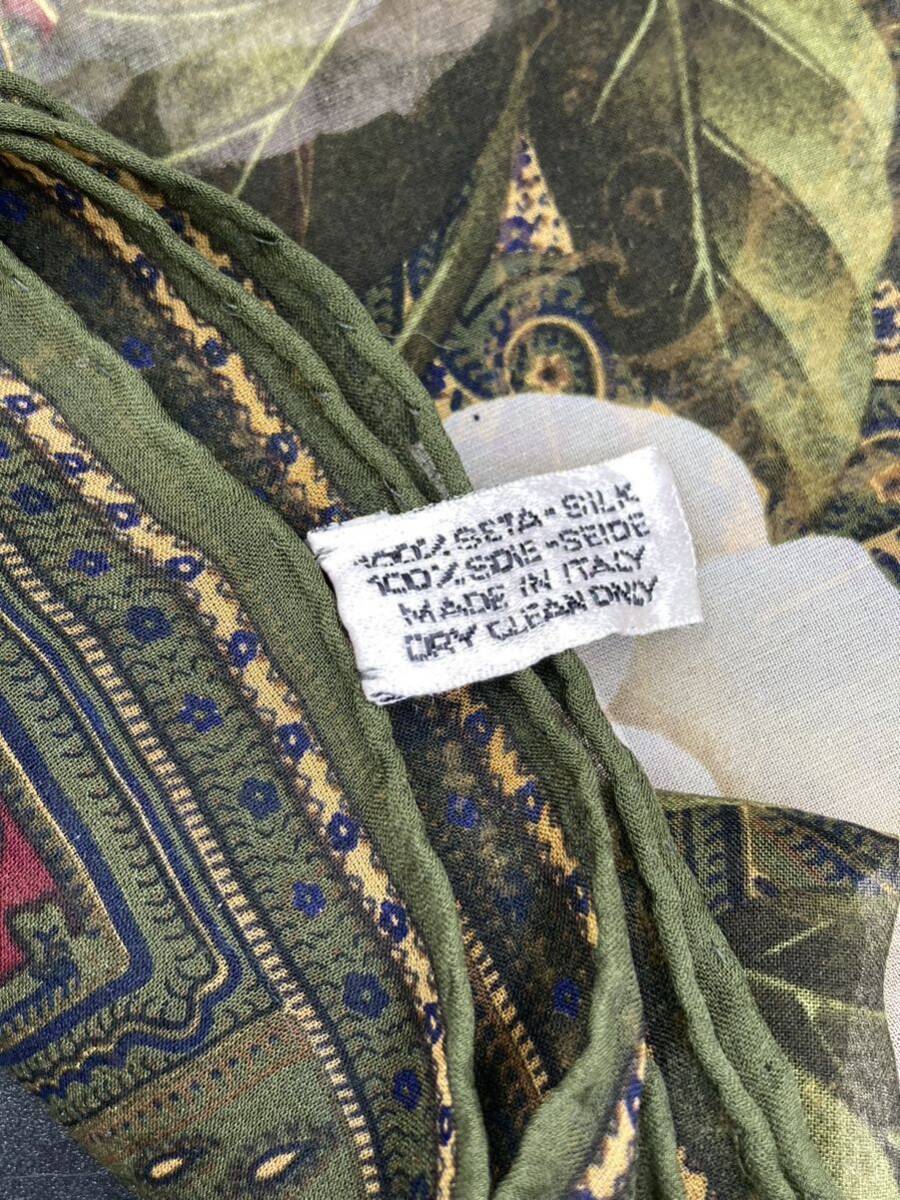 100% SETA - SILK
100% SOIE - SEIDE
MADE IN ITALY
DRY CLEAN ONLY